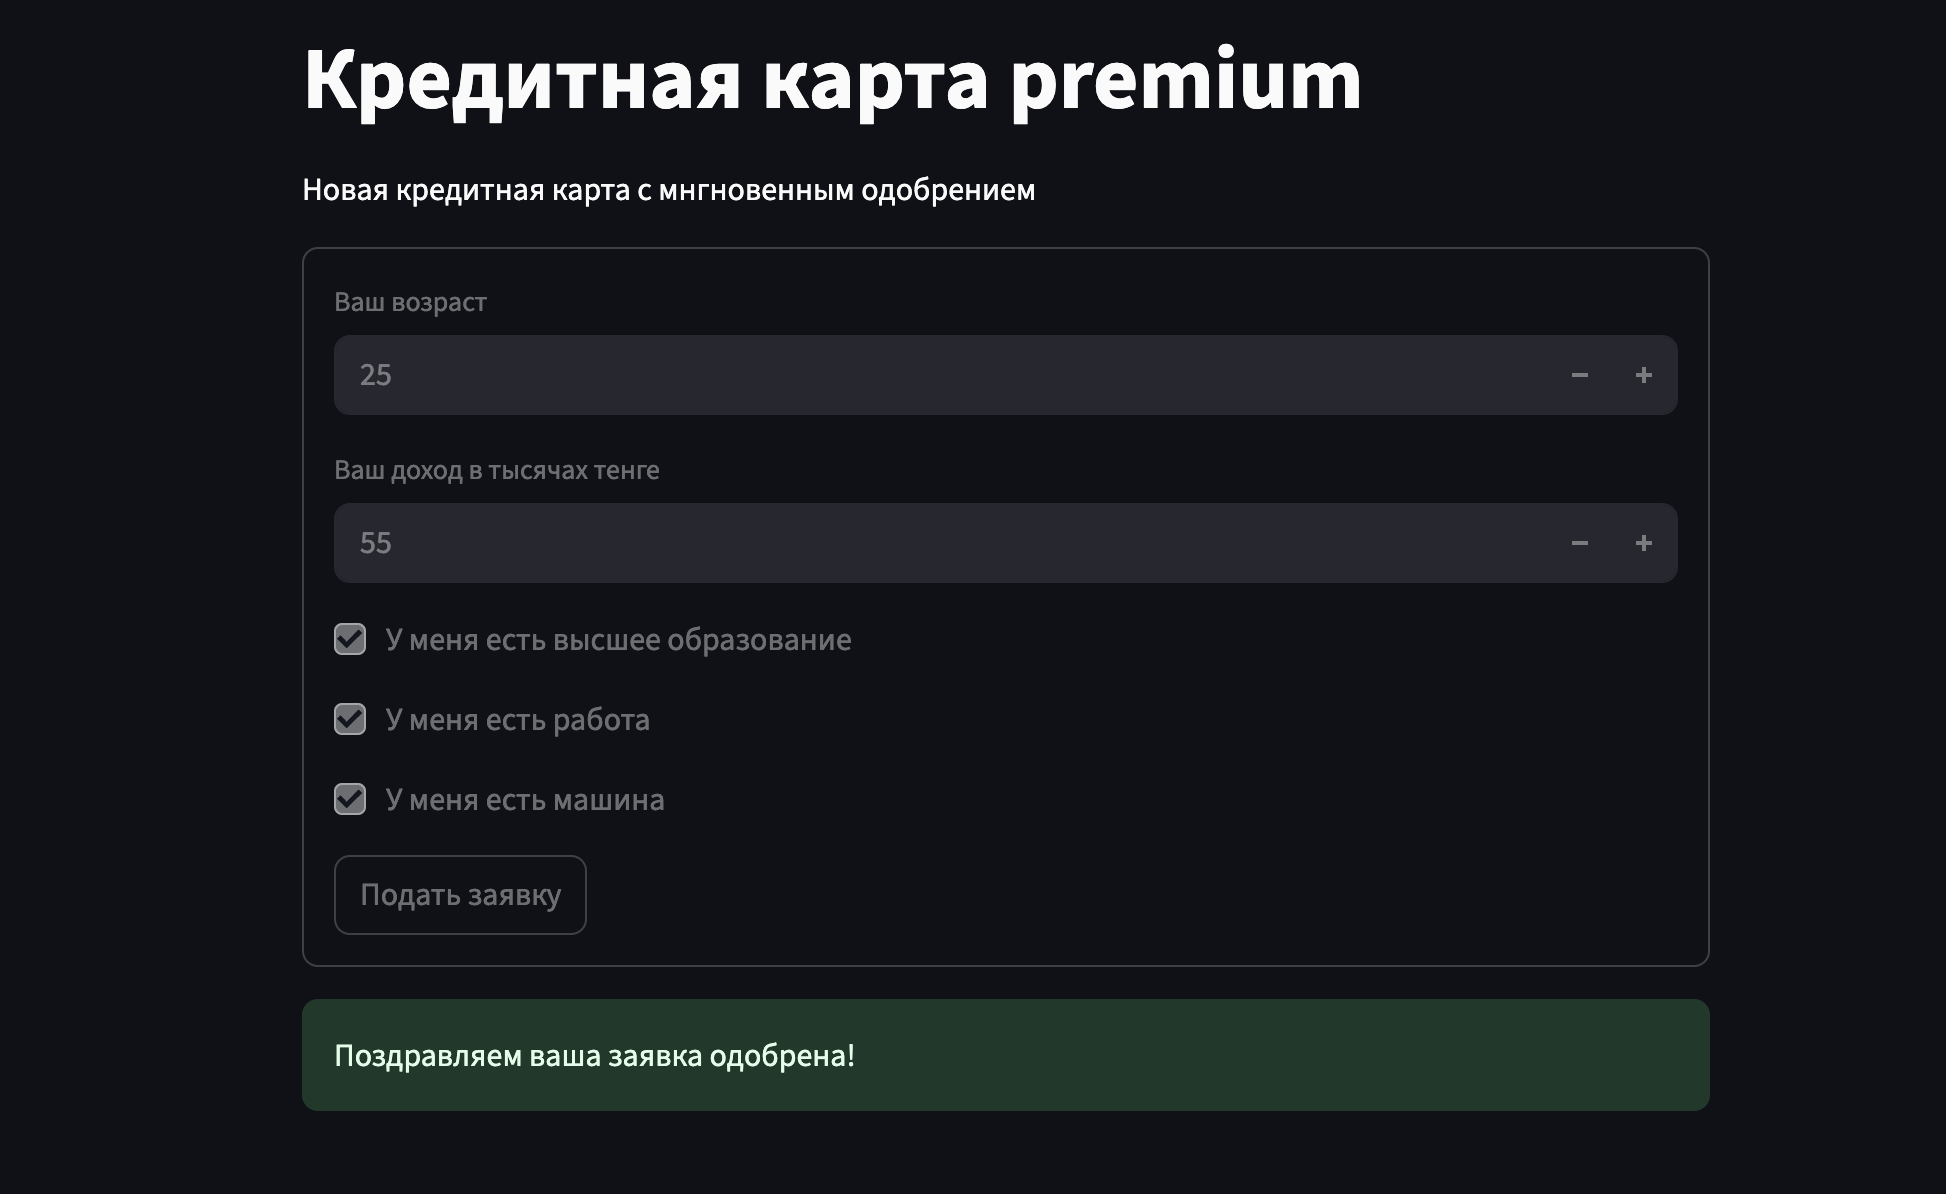 Кредитная карта premium
Новая кредитная карта с мнгновенным одобрением
Ваш возраст
25
Ваш доход в тысячах тенге
55
У меня есть высшее образование
У меня есть работа
У меня есть машина
Подать заявку
Поздравляем ваша заявка одобрена!